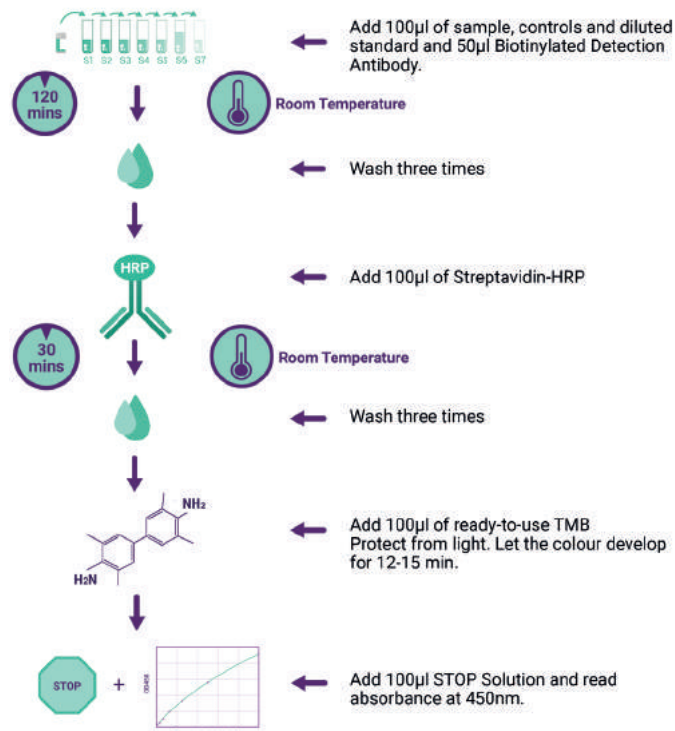 Add 100µl of sample, controls and diluted
standard and 50µl Biotinylated Detection
Antibody.
S1 S2 S3 S4 S5 S7
120
mins
Room Temperature
Wash three times
HRP
Add 100µl of Streptavidin-HRP
30
mins
Room Temperature
Wash three times
NH₂
H₂N
Add 100µl of ready-to-use TMB
Protect from light. Let the colour develop
for 12-15 min.
STOP
+
OD450
Add 100µl STOP Solution and read
absorbance at 450nm.